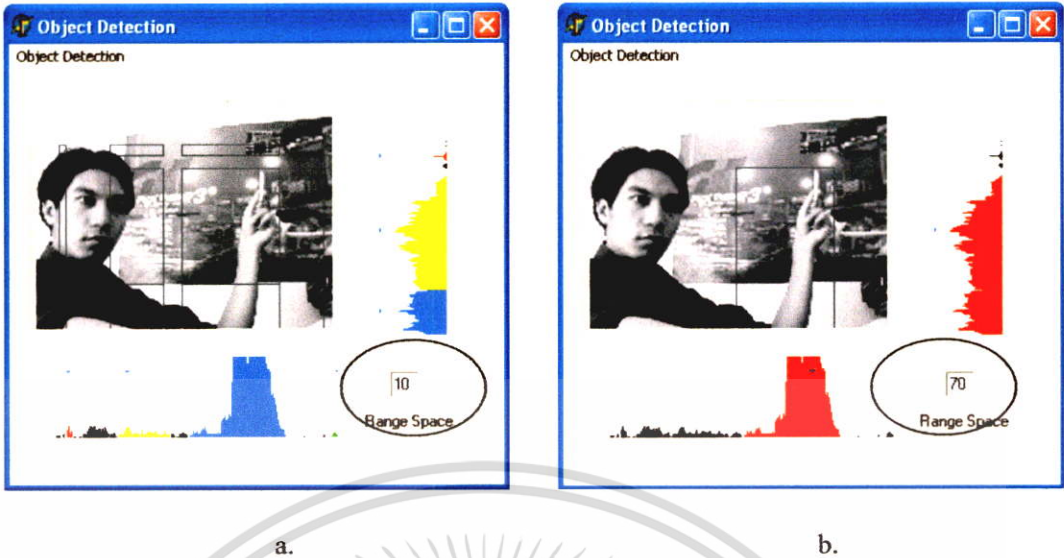 Object Detection
Object Detection
10
Range Space
a.
Object Detection
Object Detection
70
Range Space
b.